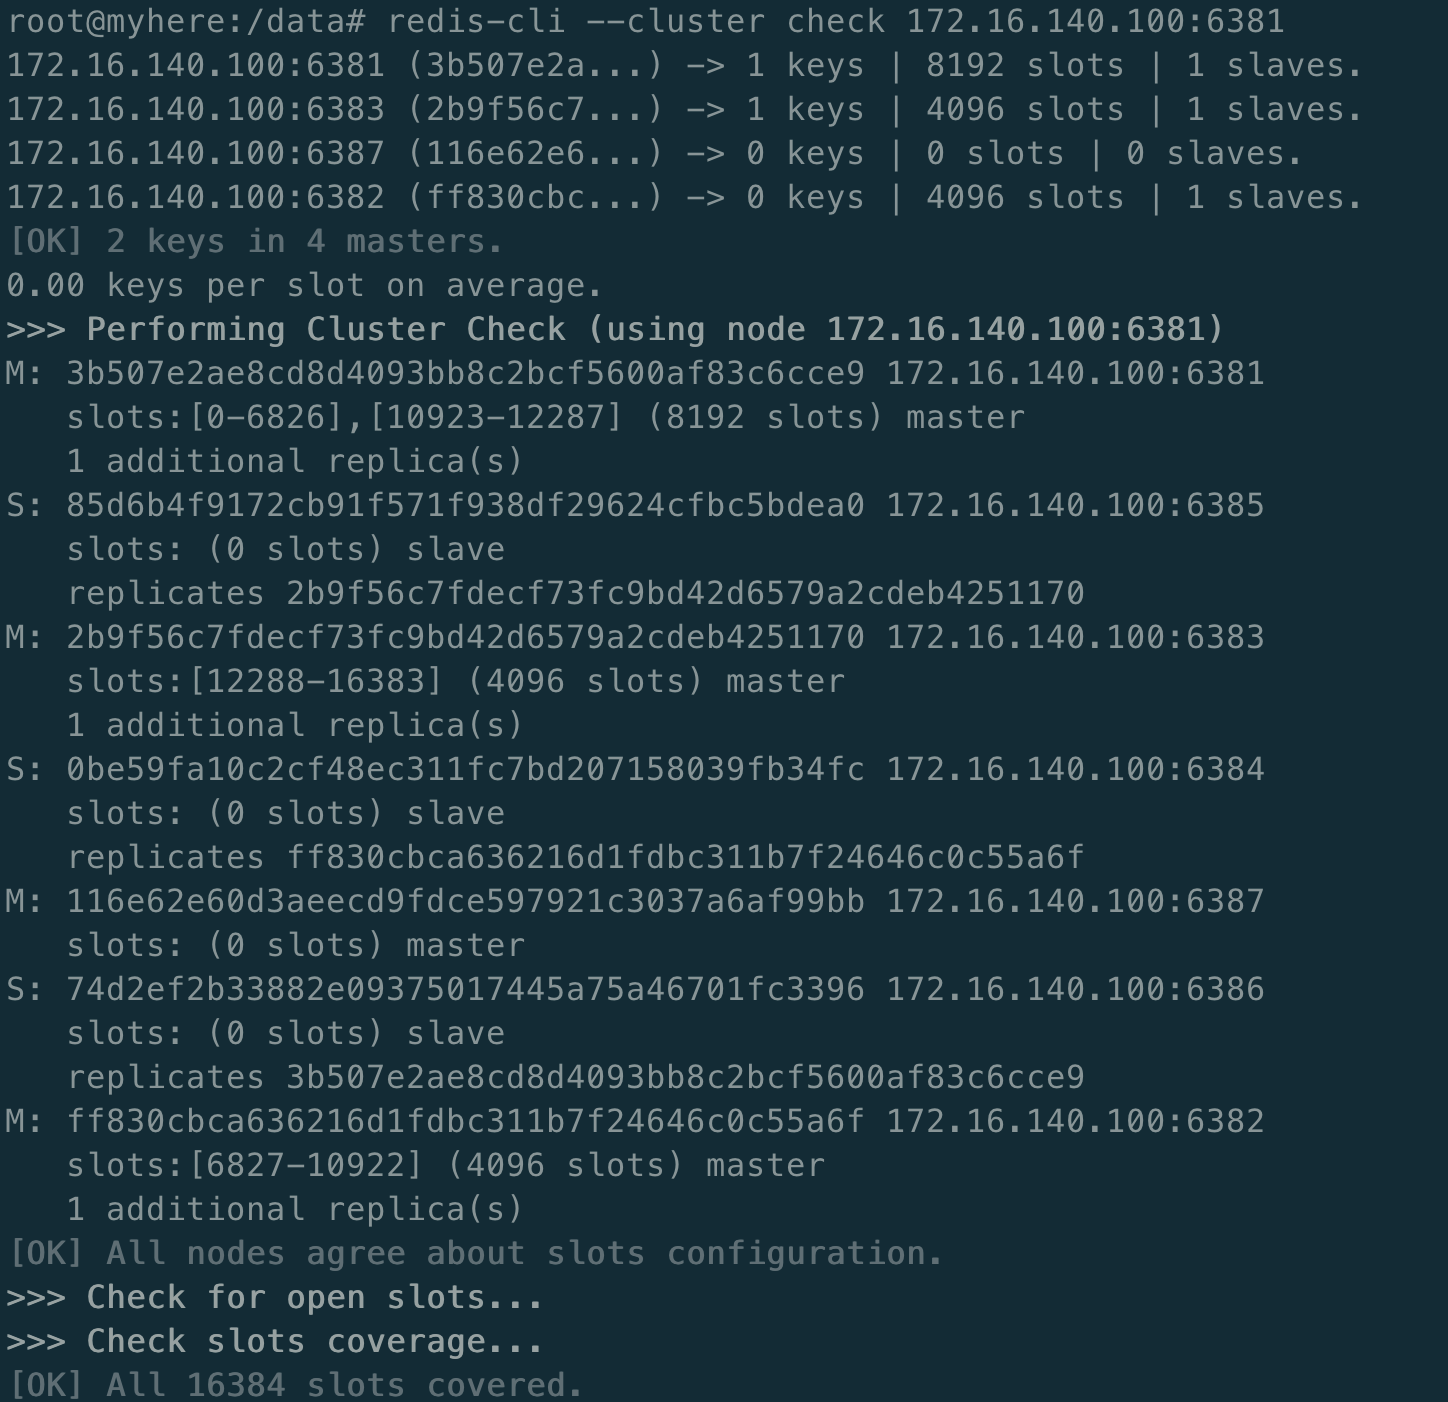 root@myhere:/data# redis-cli --cluster check 172.16.140.100:6381
172.16.140.100:6381 (3b507e2a...) -> 1 keys | 8192 slots | 1 slaves.
172.16.140.100:6383 (2b9f56c7...) -> 1 keys | 4096 slots | 1 slaves.
172.16.140.100:6387 (116e62e6...) -> 0 keys | 0 slots | 0 slaves.
172.16.140.100:6382 (ff830cbc...) -> 0 keys | 4096 slots | 1 slaves.
[OK] 2 keys in 4 masters.
0.00 keys per slot on average.
>>> Performing Cluster Check (using node 172.16.140.100:6381)
M: 3b507e2ae8cd8d4093bb8c2bcf5600af83c6cce9 172.16.140.100:6381
   slots:[0-6826],[10923-12287] (8192 slots) master
   1 additional replica(s)
S: 85d6b4f9172cb91f571f938df29624cfbc5bdea0 172.16.140.100:6385
   slots: (0 slots) slave
   replicates 2b9f56c7fdecf73fc9bd42d6579a2cdeb4251170
M: 2b9f56c7fdecf73fc9bd42d6579a2cdeb4251170 172.16.140.100:6383
   slots:[12288-16383] (4096 slots) master
   1 additional replica(s)
S: 0be59fa10c2cf48ec311fc7bd207158039fb34fc 172.16.140.100:6384
   slots: (0 slots) slave
   replicates ff830cbca636216d1fdbc311b7f24646c0c55a6f
M: 116e62e60d3aeecd9fdce597921c3037a6af99bb 172.16.140.100:6387
   slots: (0 slots) master
S: 74d2ef2b33882e09375017445a75a46701fc3396 172.16.140.100:6386
   slots: (0 slots) slave
   replicates 3b507e2ae8cd8d4093bb8c2bcf5600af83c6cce9
M: ff830cbca636216d1fdbc311b7f24646c0c55a6f 172.16.140.100:6382
   slots:[6827-10922] (4096 slots) master
   1 additional replica(s)
[OK] All nodes agree about slots configuration.
>>> Check for open slots...
>>> Check slots coverage...
[OK] All 16384 slots covered.